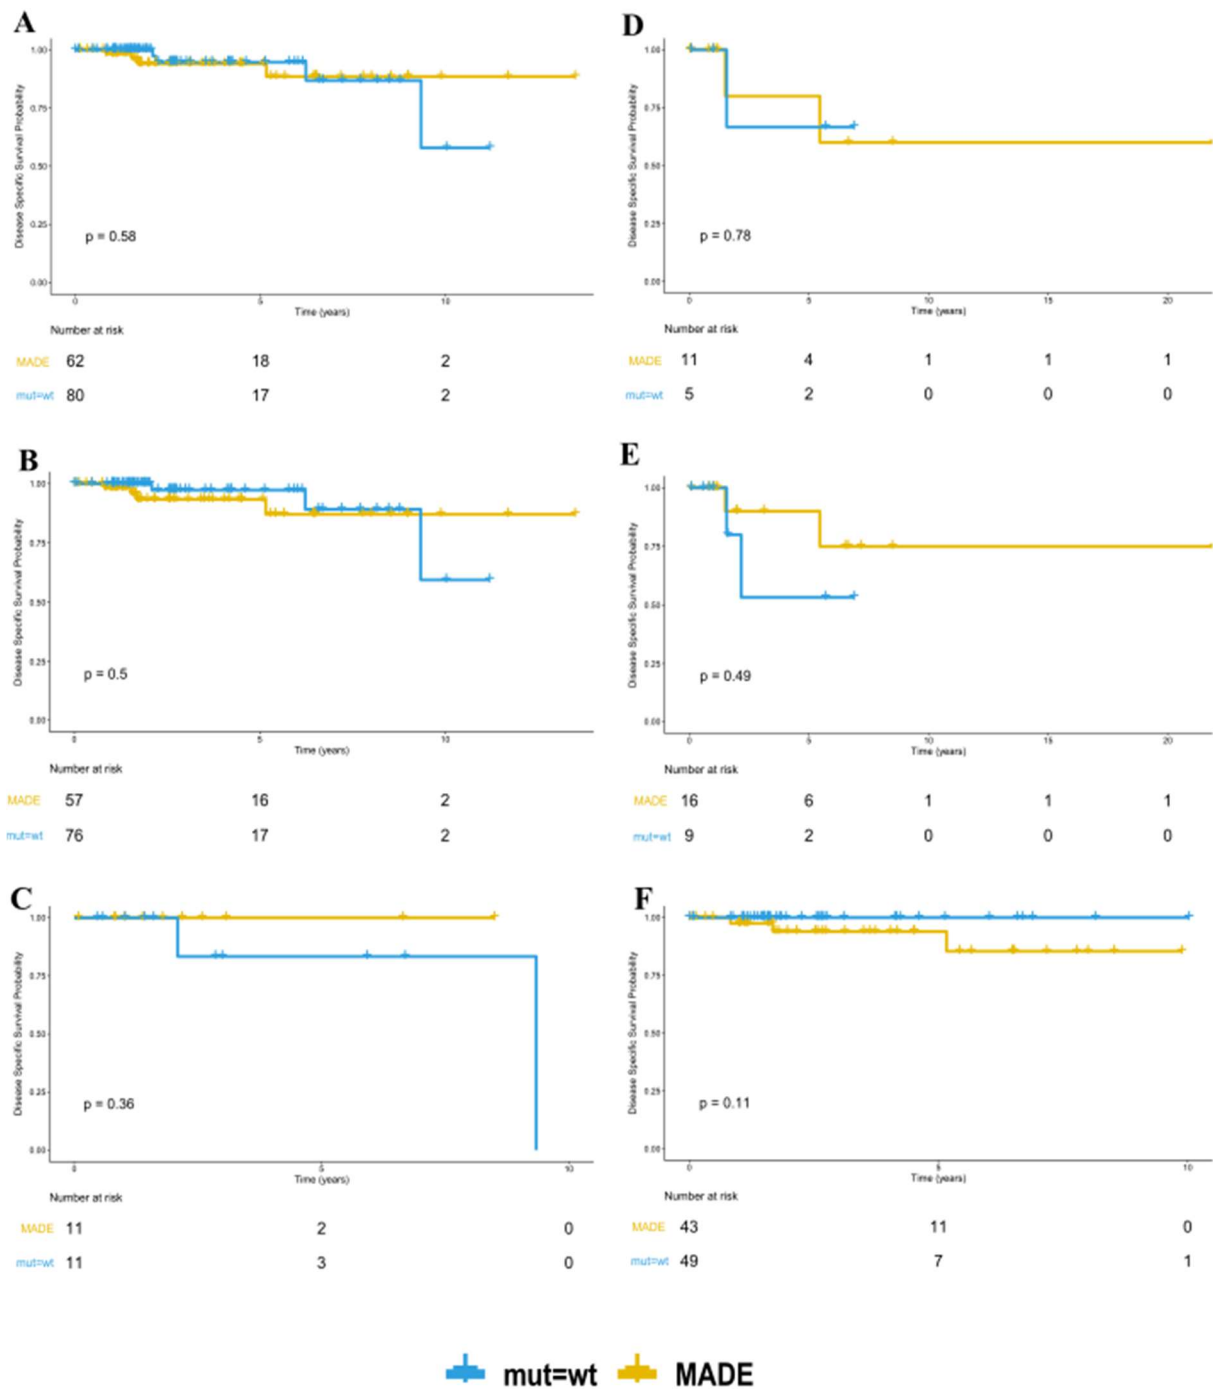 A
Disease Specific Survival Probability
1.00
0.75
0.50
0.25
0.00
p = 0.58
0 5 10
Time (years)
Number at risk
MADE 62 18 2
mut=wt 80 17 2
D
Disease Specific Survival Probability
1.00
0.75
0.50
0.25
0.00
p = 0.78
0 5 10 15 20
Time (years)
Number at risk
MADE 11 4 1 1 1
mut=wt 5 2 0 0 0
B
Disease Specific Survival Probability
1.00
0.75
0.50
0.25
0.00
p = 0.5
0 5 10
Time (years)
Number at risk
MADE 57 16 2
mut=wt 76 17 2
E
Disease Specific Survival Probability
1.00
0.75
0.50
0.25
0.00
p = 0.49
0 5 10 15 20
Time (years)
Number at risk
MADE 16 6 1 1 1
mut=wt 9 2 0 0 0
C
Disease Specific Survival Probability
1.00
0.75
0.50
0.25
0.00
p = 0.36
0 5 10
Time (years)
Number at risk
MADE 11 2 0
mut=wt 11 3 0
F
Disease Specific Survival Probability
1.00
0.75
0.50
0.25
0.00
p = 0.11
0 5 10
Time (years)
Number at risk
MADE 43 11 0
mut=wt 49 7 1
mut=wt MADE